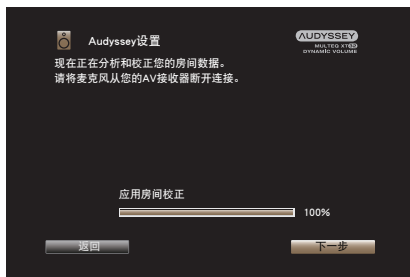 Audyssey设置
AUDYSSEY
MULTEQ XT32
DYNAMIC VOLUME
现在正在分析和校正您的房间数据。
请将麦克风从您的AV接收器断开连接。
应用房间校正
100%
返回
下一步